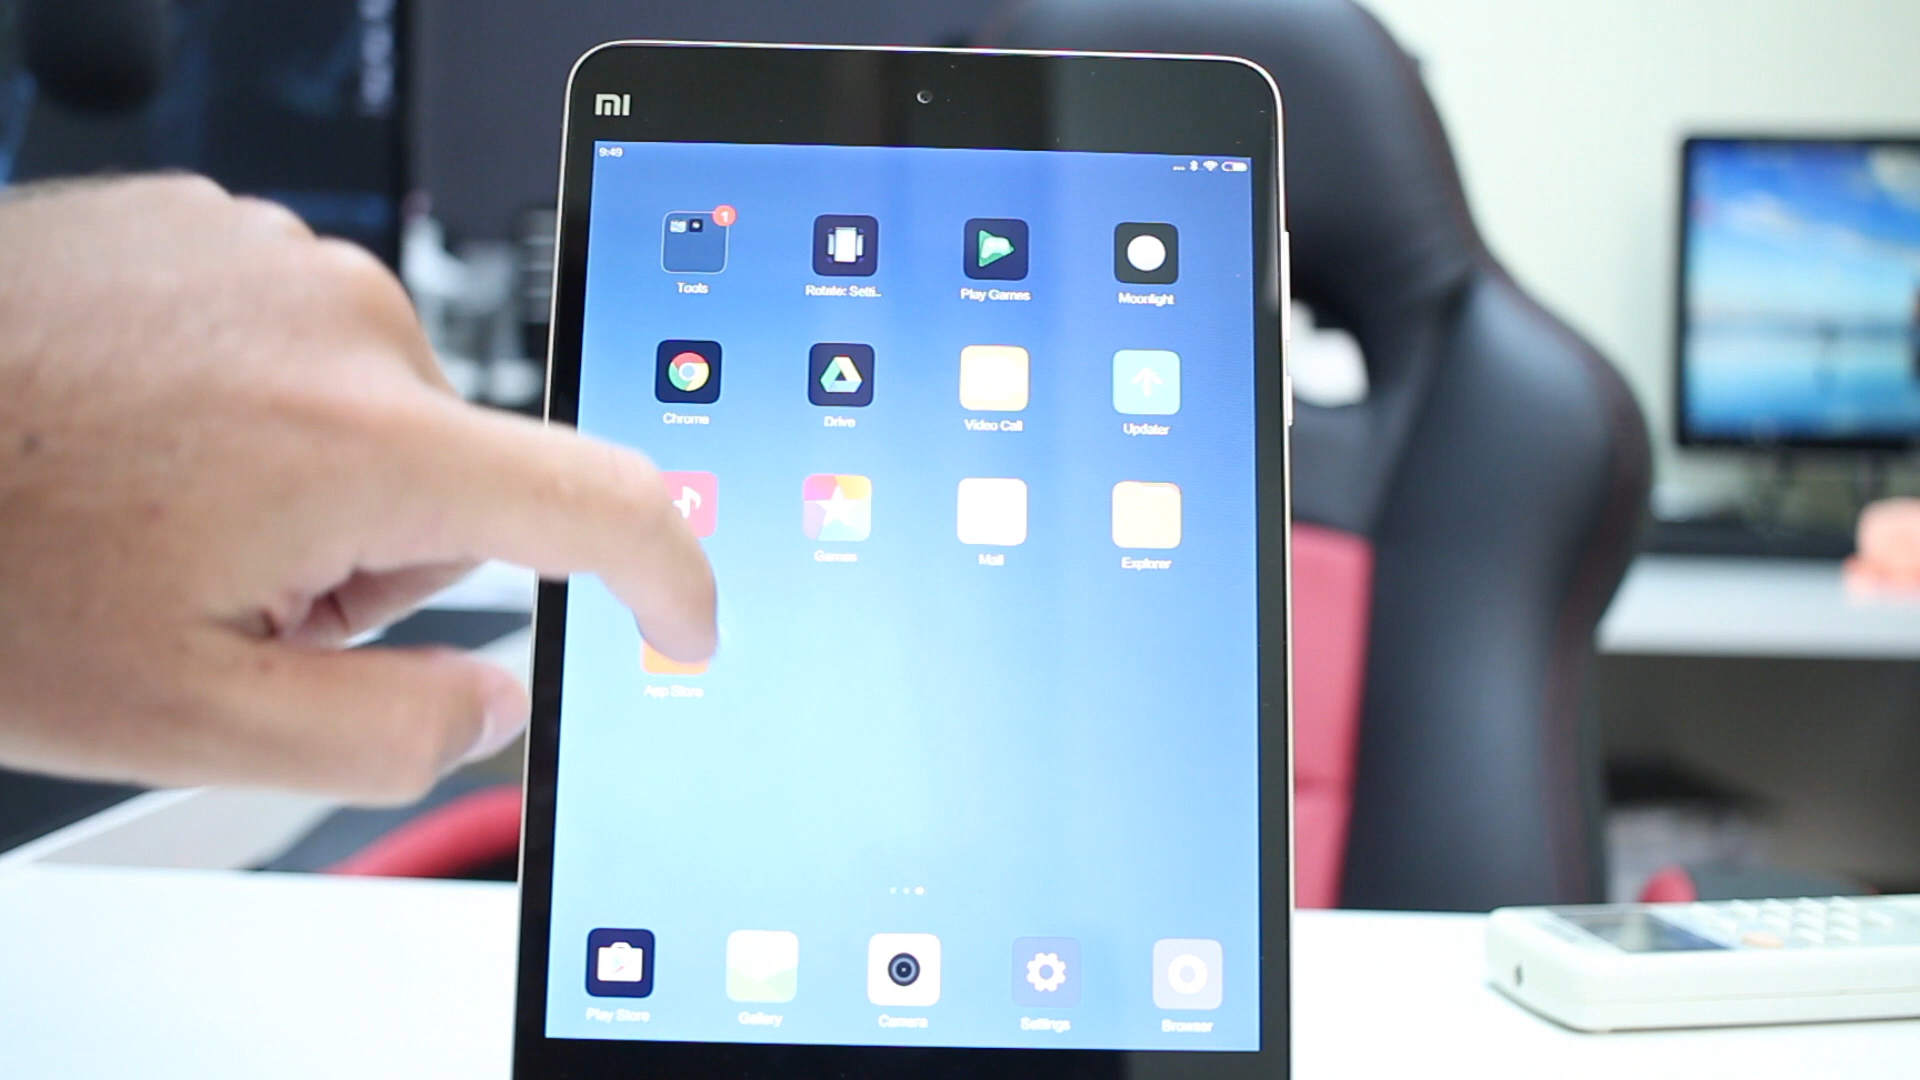 mi
9:49
1
Tools
Rotate: Setti..
Play Games
Moonlight
Chrome
Drive
Video Call
Updater
Games
Mail
Explorer
App Store
Play Store
Gallery
Camera
Settings
Browser